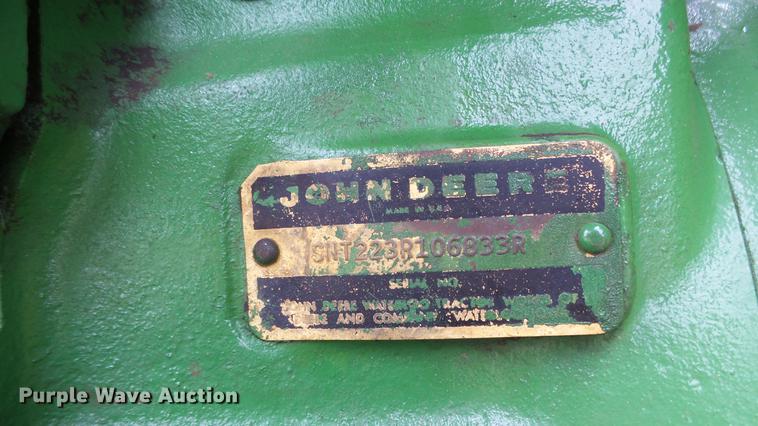 JOHN DEERE
MADE IN U.S.A.
SNT223R106833R
SERIAL NO.
JOHN DEERE WATERLOO TRACTOR WORKS OF
DEERE AND COMPANY WATERLOO
Purple Wave Auction